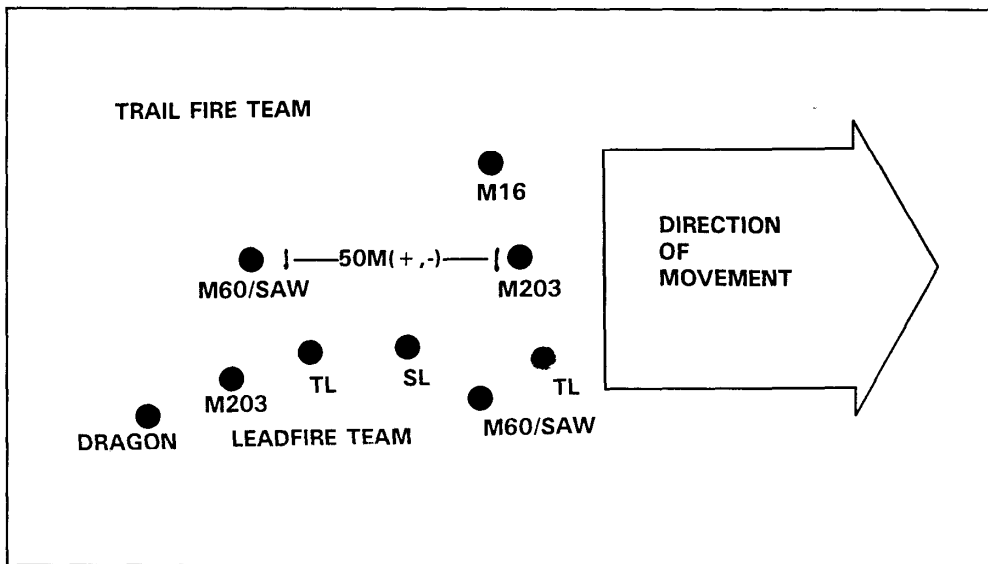 TRAIL FIRE TEAM
M16
DIRECTION
OF
MOVEMENT
50M(+,-)
M60/SAW
M203
TL
SL
TL
M203
M60/SAW
DRAGON
LEADFIRE TEAM